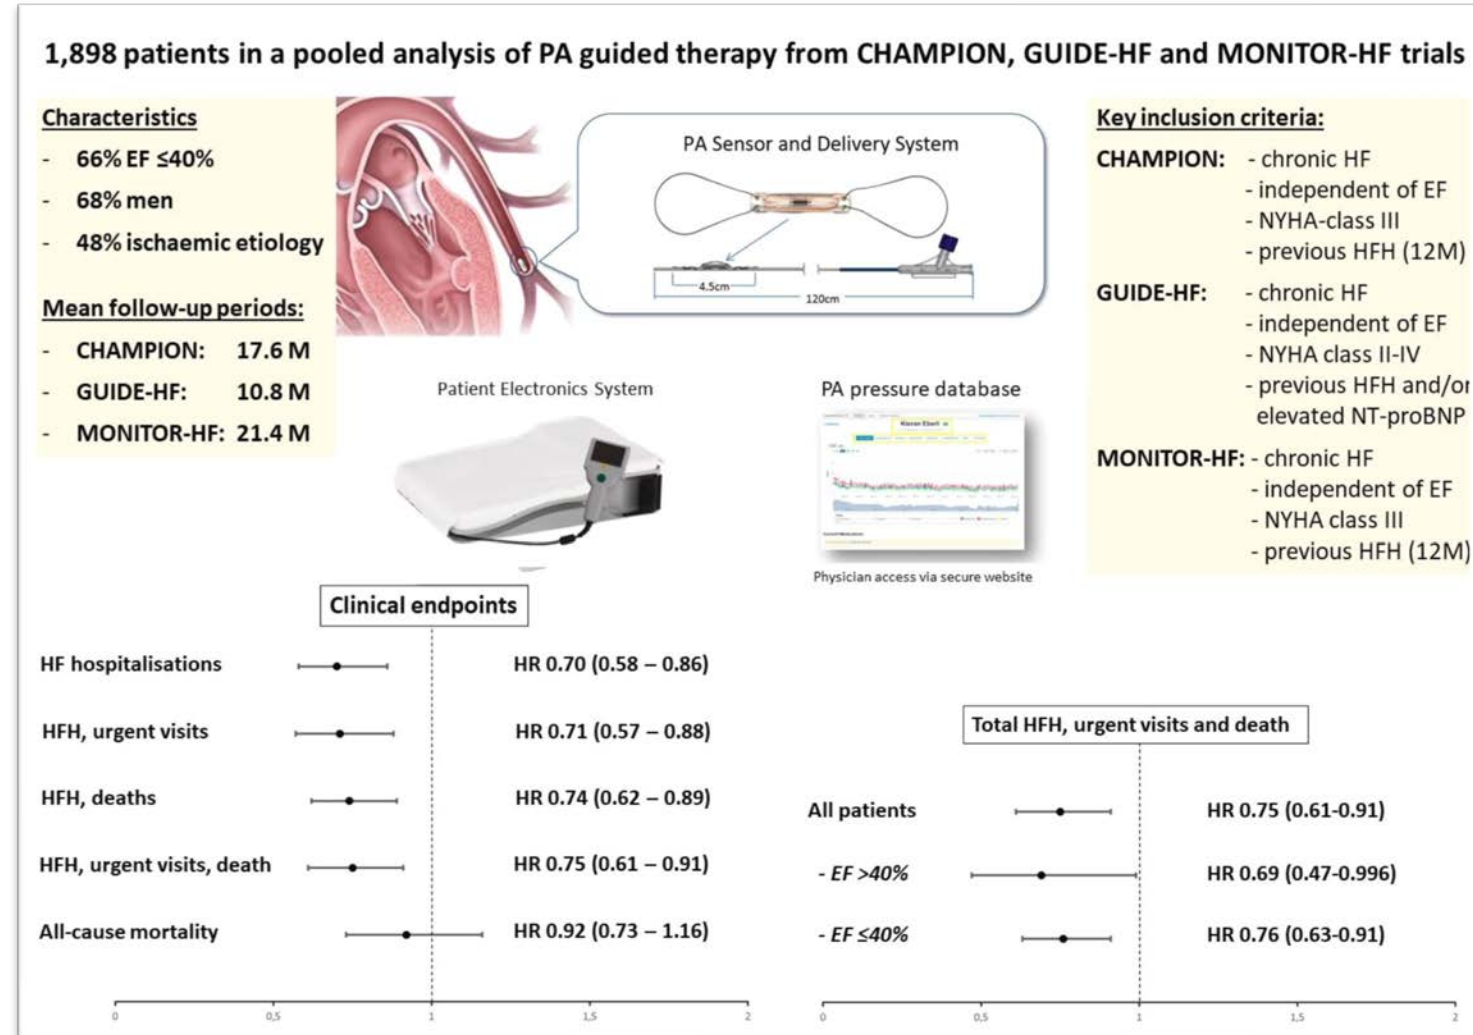 1,898 patients in a pooled analysis of PA guided therapy from CHAMPION, GUIDE-HF and MONITOR-HF trials
Characteristics
- 66% EF ≤40%
- 68% men
- 48% ischaemic etiology
Mean follow-up periods:
- CHAMPION: 17.6 M
- GUIDE-HF: 10.8 M
- MONITOR-HF: 21.4 M
PA Sensor and Delivery System
4.5cm
120cm
Key inclusion criteria:
CHAMPION: - chronic HF
- independent of EF
- NYHA-class III
- previous HFH (12M)
GUIDE-HF: - chronic HF
- independent of EF
- NYHA class II-IV
- previous HFH and/or
elevated NT-proBNP
MONITOR-HF: - chronic HF
- independent of EF
- NYHA class III
- previous HFH (12M)
Patient Electronics System
PA pressure database
Physician access via secure website
Clinical endpoints
HF hospitalisations HR 0.70 (0.58 – 0.86)
HFH, urgent visits HR 0.71 (0.57 – 0.88)
HFH, deaths HR 0.74 (0.62 – 0.89)
HFH, urgent visits, death HR 0.75 (0.61 – 0.91)
All-cause mortality HR 0.92 (0.73 – 1.16)
0 0,5 1 1,5 2
Total HFH, urgent visits and death
All patients HR 0.75 (0.61-0.91)
- EF >40% HR 0.69 (0.47-0.996)
- EF ≤40% HR 0.76 (0.63-0.91)
0 0,5 1 1,5 2